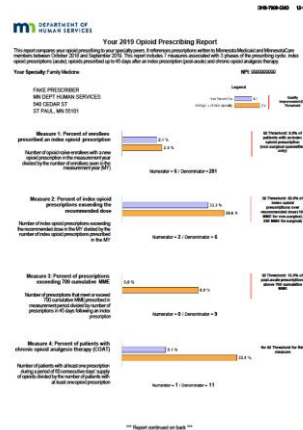 DEPARTMENT OF
HUMAN SERVICES
Your 2019 Opioid Prescribing Report
This report compares your opioid prescribing to your specialty peers. It references prescriptions written to Minnesota Medicaid and MinnesotaCare
members between October 2018 and September 2019. This report includes 7 measures associated with 3 phases of the prescribing cycle: index
opioid prescriptions (acute); opioids prescribed up to 45 days after an index prescription (post-acute) and chronic opioid analgesic therapy.
Your Specialty: Family Medicine
FAKE PRESCRIBER
MN DEPT HUMAN SERVICES
540 CEDAR ST
ST PAUL, MN 55101
Legend
Quality
Improvement
Threshold
Measure 1: Percent of enrollees
prescribed an index opioid prescription
Number of opioid naive enrollees with a new
opioid prescription in the measurement year
divided by the number of enrollees seen in the
measurement year (MY)
Numerator = 6 / Denominator = 281
Measure 2: Percent of index opioid
prescriptions exceeding the
recommended dose
Number of index opioid prescriptions exceeding
the recommended dose in the MY divided by the
number of index opioid prescriptions prescribed
in the MY
Numerator = 2 / Denominator = 6
Measure 3: Percent of prescriptions
exceeding 700 cumulative MME
Number of prescriptions that meet or exceed
700 cumulative MME prescribed in
measurement period divided by number of
prescriptions in 45 days following an index
prescription
0.0 %
Numerator = 0 / Denominator = 9
Measure 4: Percent of patients with
chronic opioid analgesic therapy (COAT)
Number of patients with at least one prescription
during a period of 60 consecutive days' supply
of opioids divided by the number of patients with
at least one opioid prescription
9.1 %
Numerator = 1 / Denominator = 11
No QI Threshold for this
measure
*** Report continued on back ***